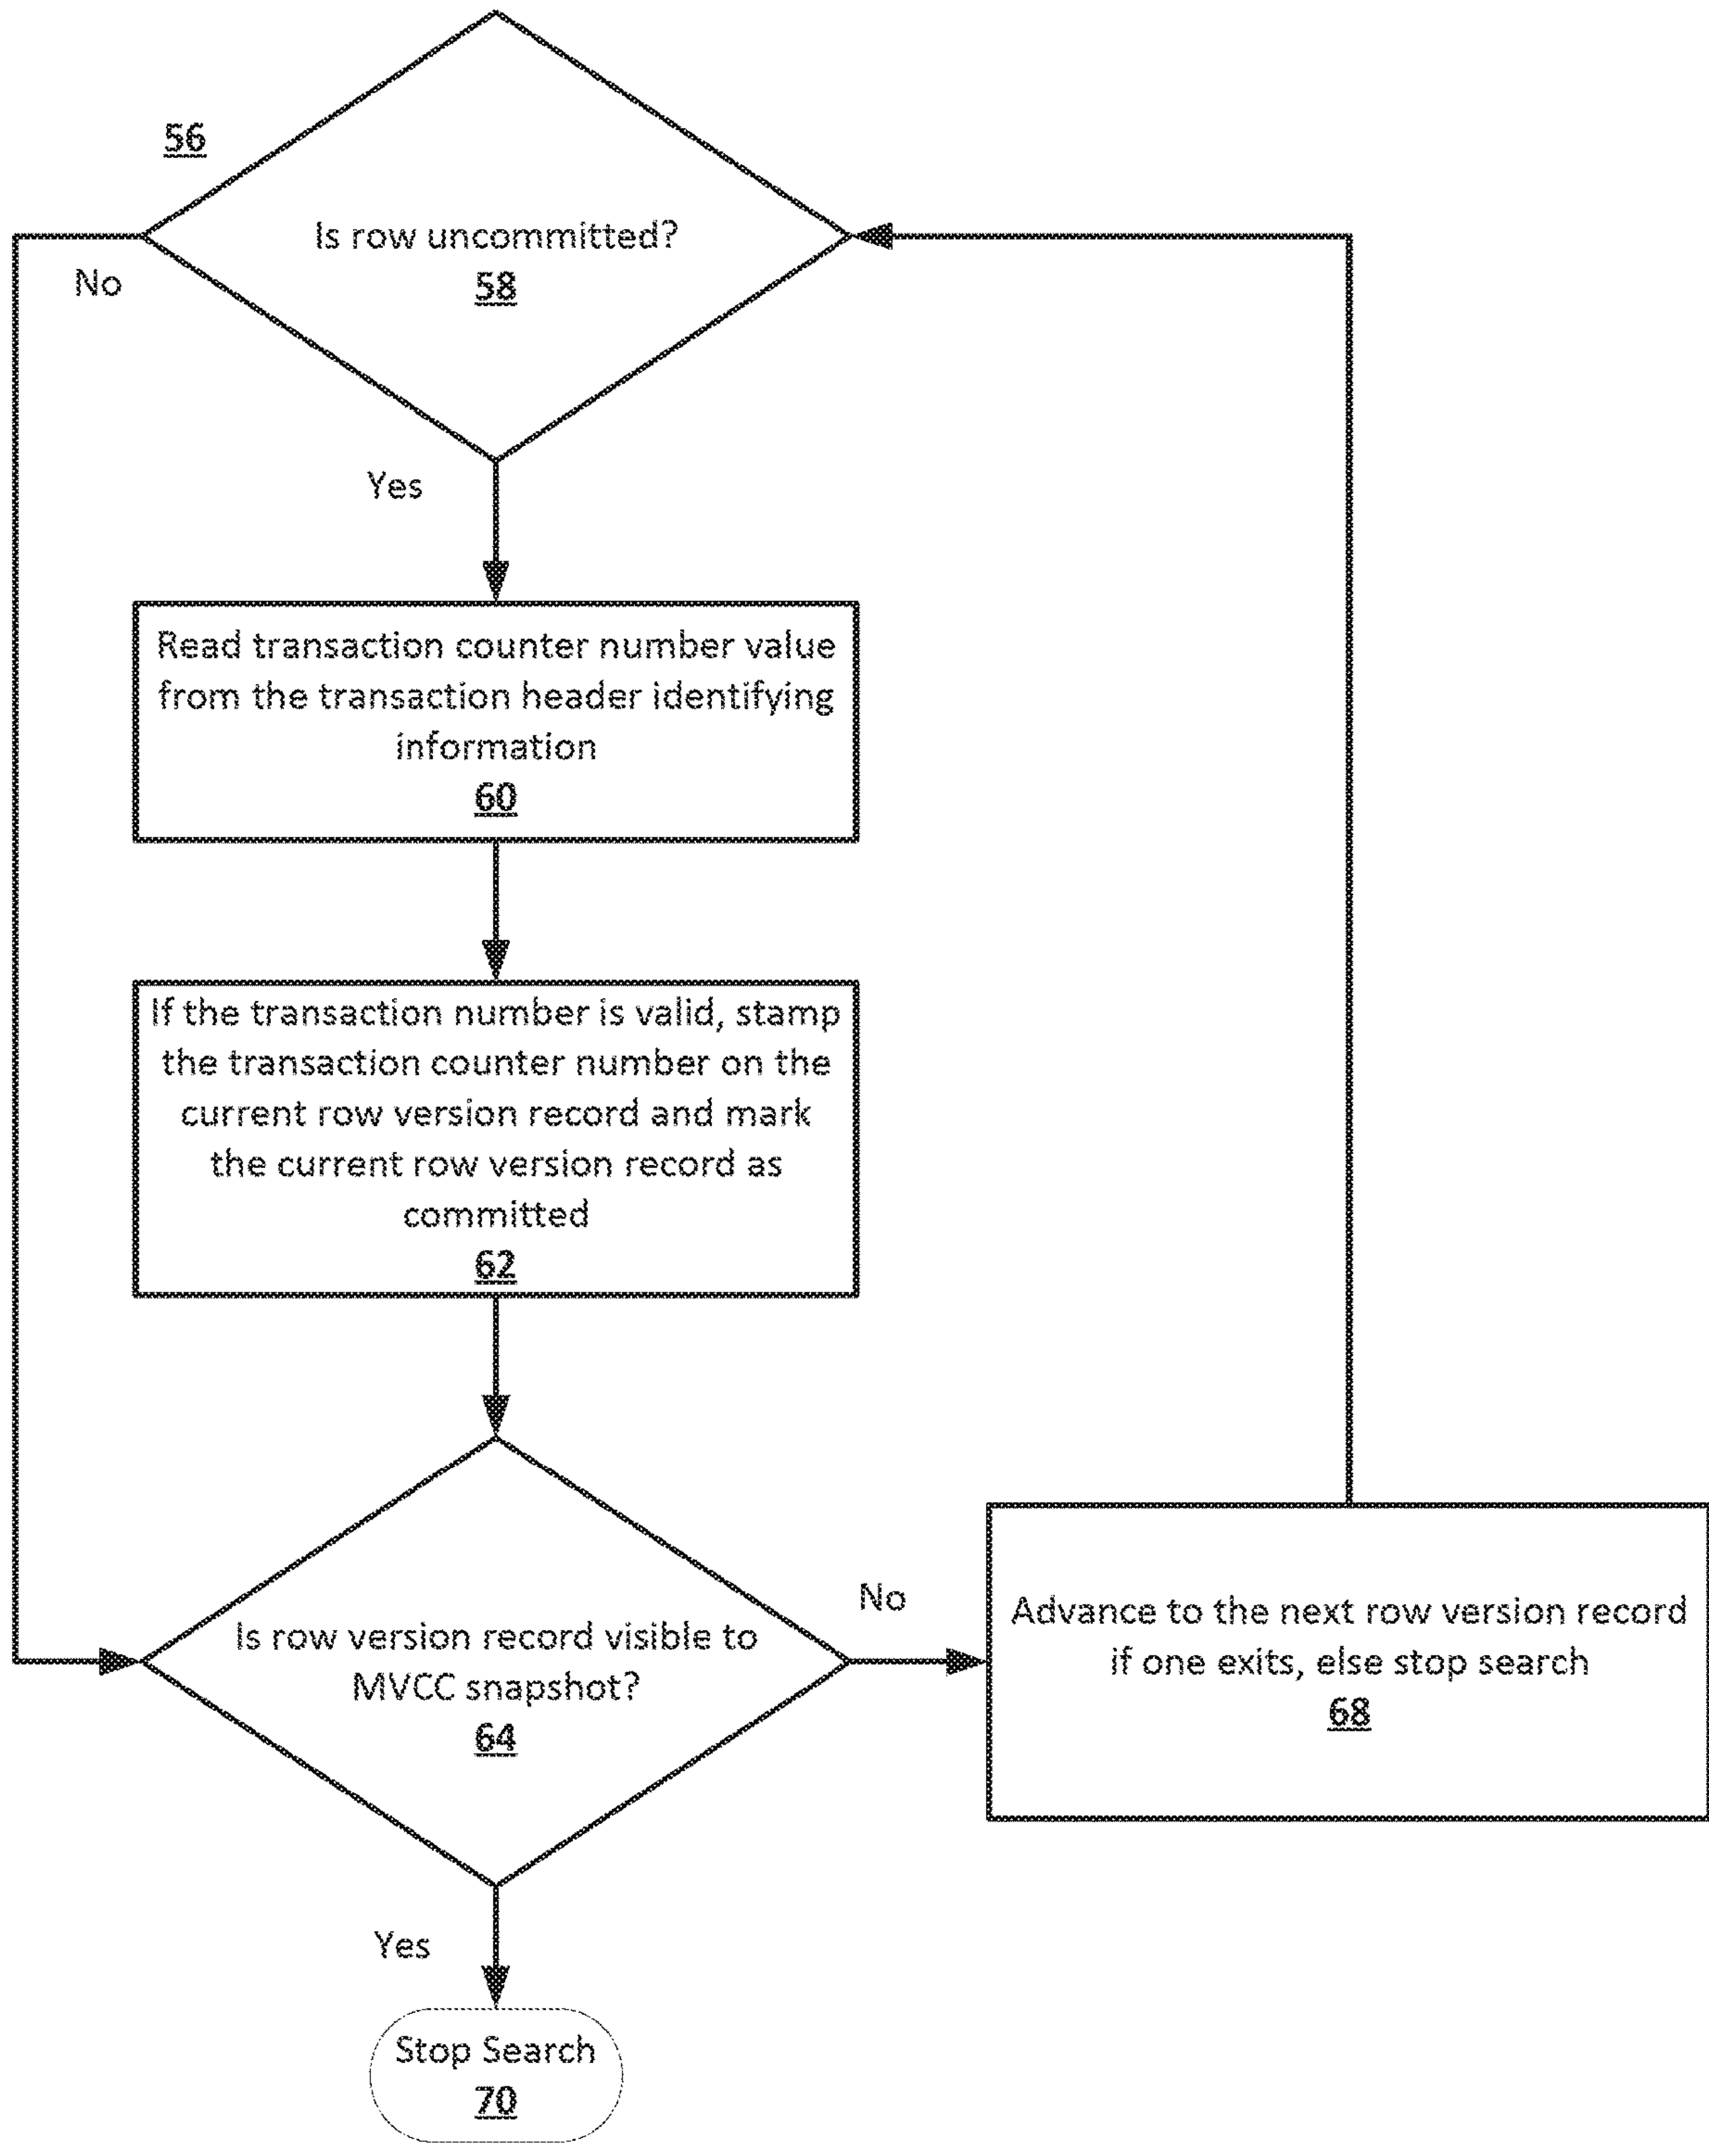 56
Is row uncommitted?
58
No
Yes
Read transaction counter number value
from the transaction header identifying
information
60
If the transaction number is valid, stamp
the transaction counter number on the
current row version record and mark
the current row version record as
committed
62
Is row version record visible to
MVCC snapshot?
64
No
Advance to the next row version record
if one exits, else stop search
68
Yes
Stop Search
70